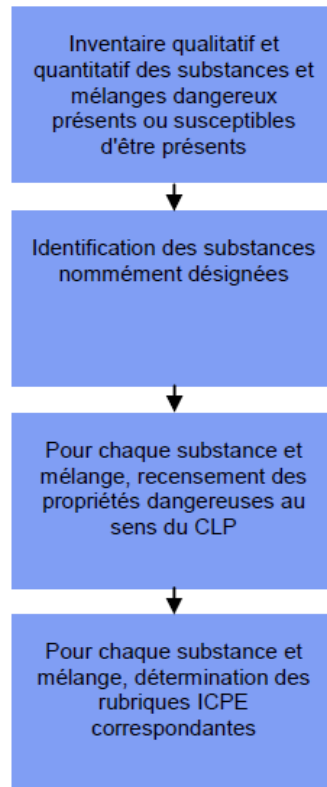 Inventaire qualitatif et
quantitatif des substances et
mélanges dangereux
présents ou susceptibles
d'être présents
Identification des substances
nommément désignées
Pour chaque substance et
mélange, recensement des
propriétés dangereuses au
sens du CLP
Pour chaque substance et
mélange, détermination des
rubriques ICPE
correspondantes